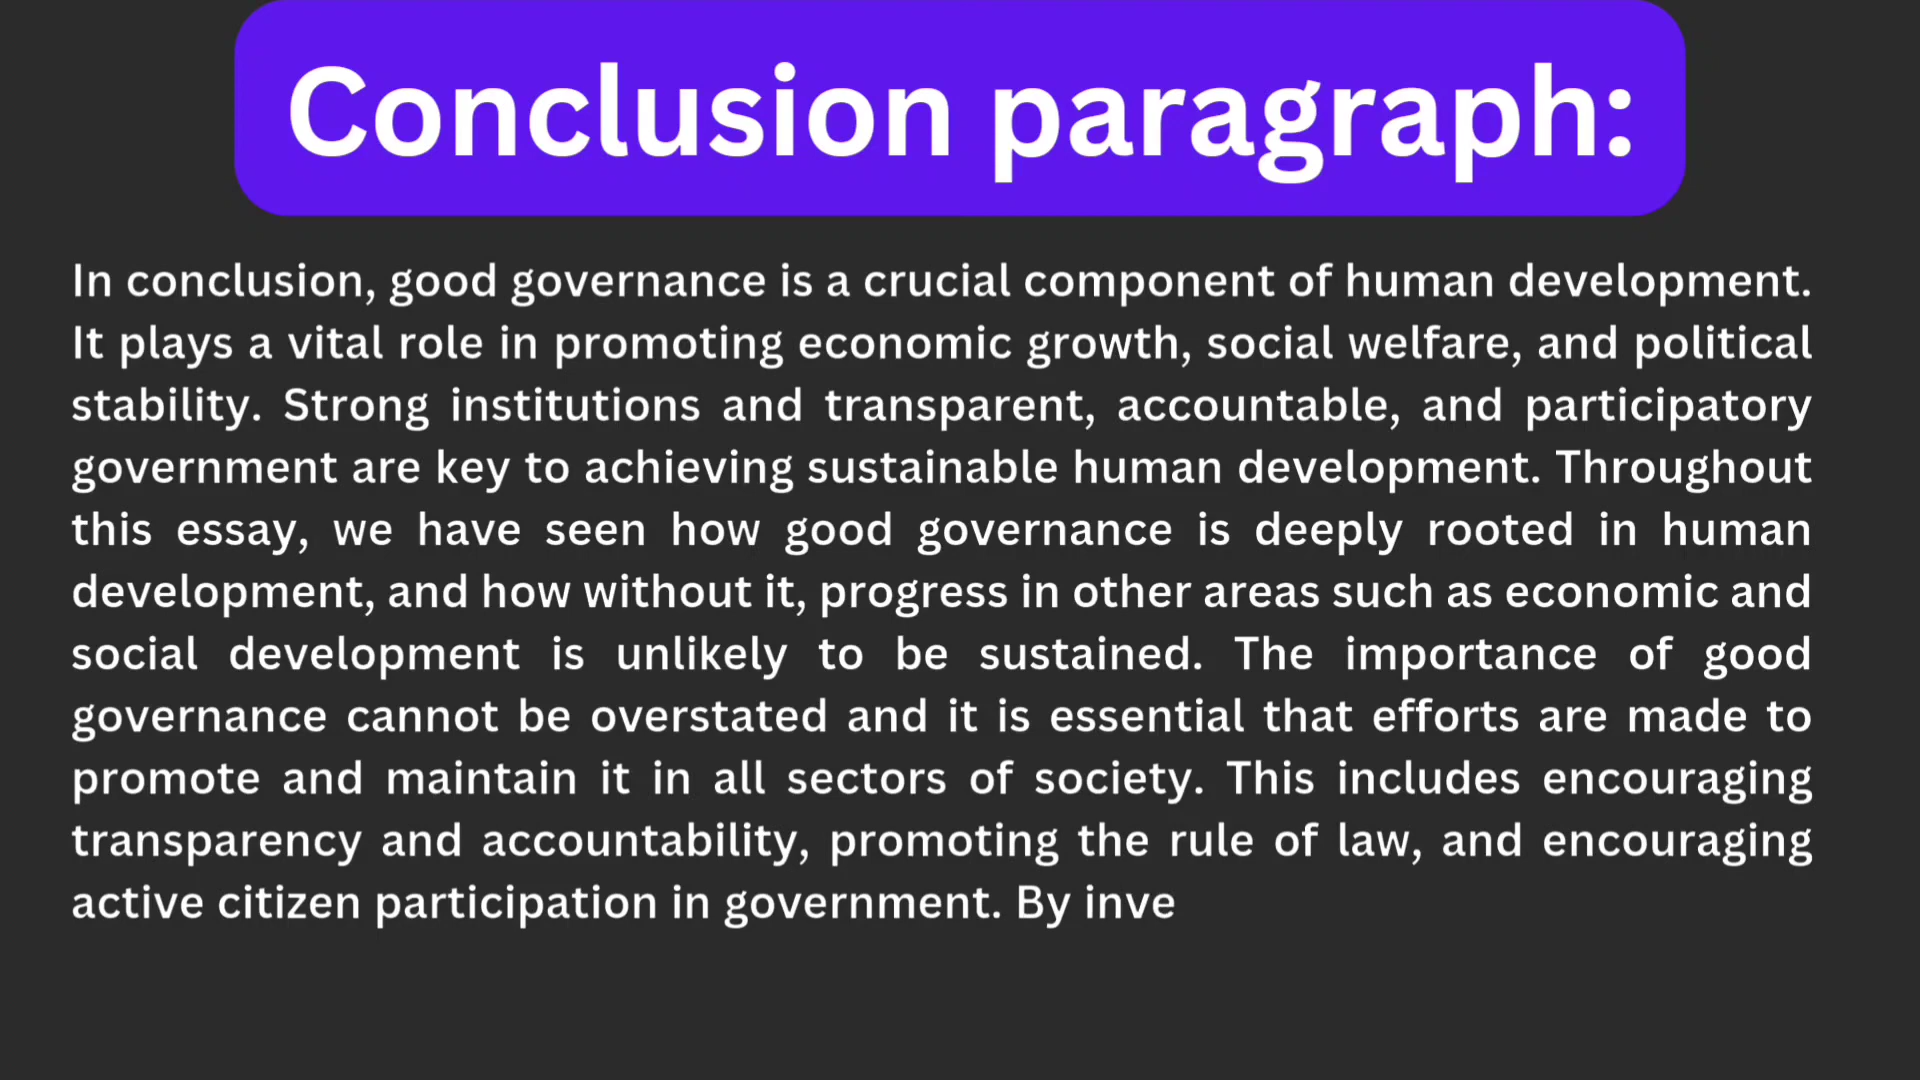 Conclusion paragraph:
In conclusion, good governance is a crucial component of human development.
It plays a vital role in promoting economic growth, social welfare, and political
stability. Strong institutions and transparent, accountable, and participatory
government are key to achieving sustainable human development. Throughout
this essay, we have seen how good governance is deeply rooted in human
development, and how without it, progress in other areas such as economic and
social development is unlikely to be sustained. The importance of good
governance cannot be overstated and it is essential that efforts are made to
promote and maintain it in all sectors of society. This includes encouraging
transparency and accountability, promoting the rule of law, and encouraging
active citizen participation in government. By inve